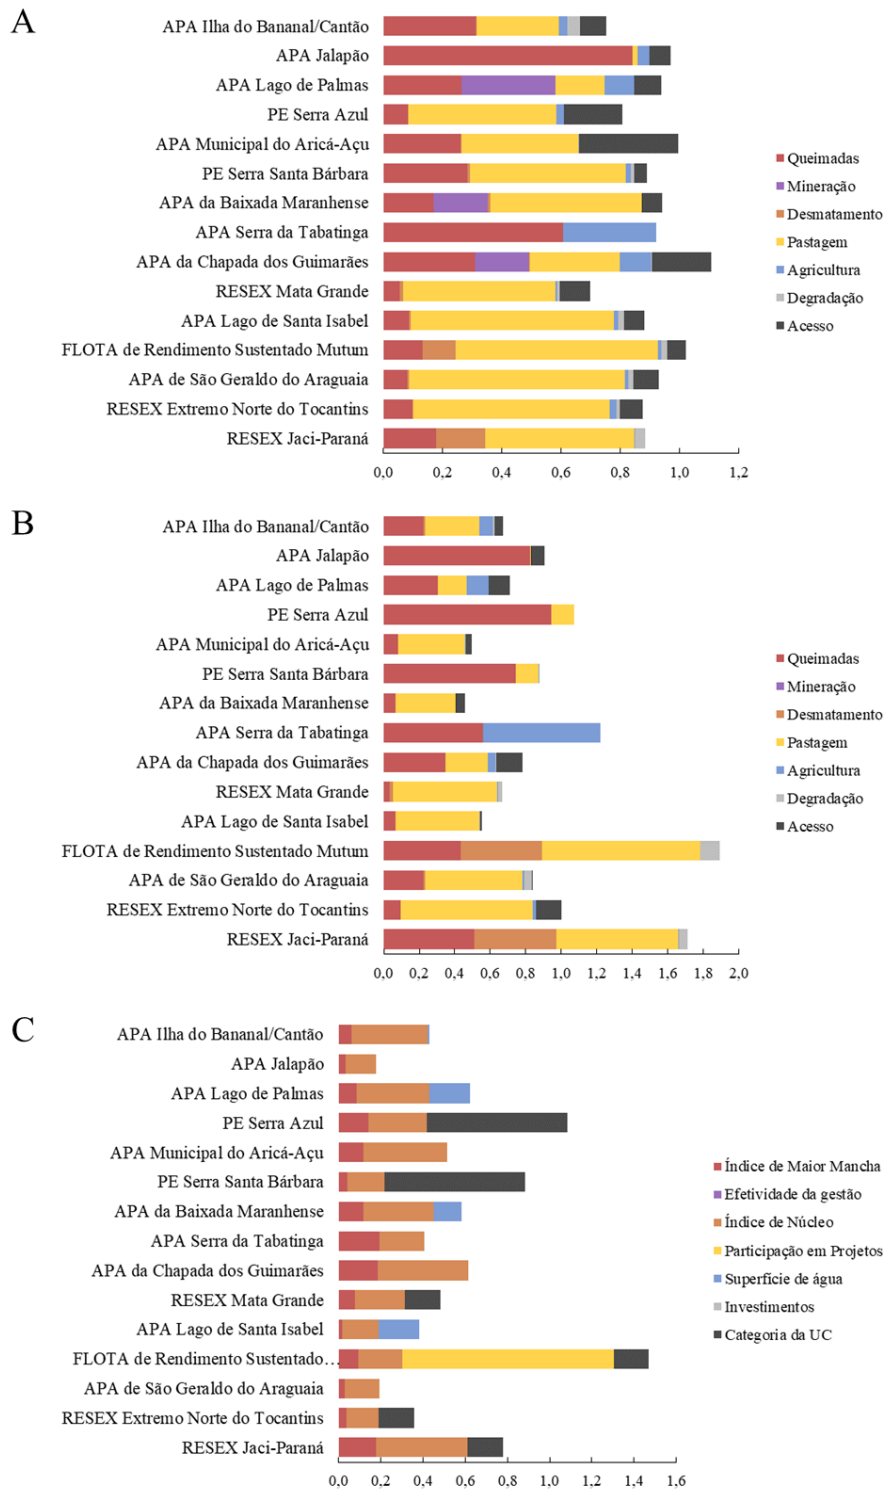 A
APA Ilha do Bananal/Cantão
APA Jalapão
APA Lago de Palmas
PE Serra Azul
APA Municipal do Aricá-Açu
PE Serra Santa Bárbara
APA da Baixada Maranhense
APA Serra da Tabatinga
APA da Chapada dos Guimarães
RESEX Mata Grande
APA Lago de Santa Isabel
FLOTA de Rendimento Sustentado Mutum
APA de São Geraldo do Araguaia
RESEX Extremo Norte do Tocantins
RESEX Jaci-Paraná
0,0 0,2 0,4 0,6 0,8 1,0 1,2
Queimadas
Mineração
Desmatamento
Pastagem
Agricultura
Degradação
Acesso
B
APA Ilha do Bananal/Cantão
APA Jalapão
APA Lago de Palmas
PE Serra Azul
APA Municipal do Aricá-Açu
PE Serra Santa Bárbara
APA da Baixada Maranhense
APA Serra da Tabatinga
APA da Chapada dos Guimarães
RESEX Mata Grande
APA Lago de Santa Isabel
FLOTA de Rendimento Sustentado Mutum
APA de São Geraldo do Araguaia
RESEX Extremo Norte do Tocantins
RESEX Jaci-Paraná
0,0 0,2 0,4 0,6 0,8 1,0 1,2 1,4 1,6 1,8 2,0
Queimadas
Mineração
Desmatamento
Pastagem
Agricultura
Degradação
Acesso
C
APA Ilha do Bananal/Cantão
APA Jalapão
APA Lago de Palmas
PE Serra Azul
APA Municipal do Aricá-Açu
PE Serra Santa Bárbara
APA da Baixada Maranhense
APA Serra da Tabatinga
APA da Chapada dos Guimarães
RESEX Mata Grande
APA Lago de Santa Isabel
FLOTA de Rendimento Sustentado…
APA de São Geraldo do Araguaia
RESEX Extremo Norte do Tocantins
RESEX Jaci-Paraná
0,0 0,2 0,4 0,6 0,8 1,0 1,2 1,4 1,6
Índice de Maior Mancha
Efetividade da gestão
Índice de Núcleo
Participação em Projetos
Superfície de água
Investimentos
Categoria da UC